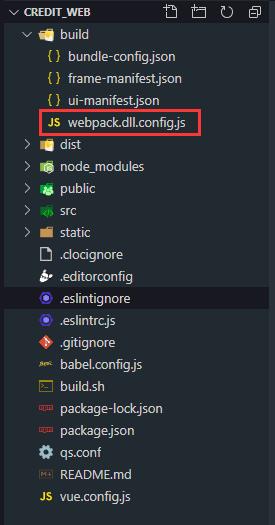 CREDIT_WEB
build
bundle-config.json
frame-manifest.json
ui-manifest.json
JS webpack.dll.config.js
dist
node_modules
public
src
static
.clocignore
.editorconfig
.eslintignore
.eslintrc.js
.gitignore
babel.config.js
build.sh
package-lock.json
package.json
qs.conf
README.md
JS vue.config.js